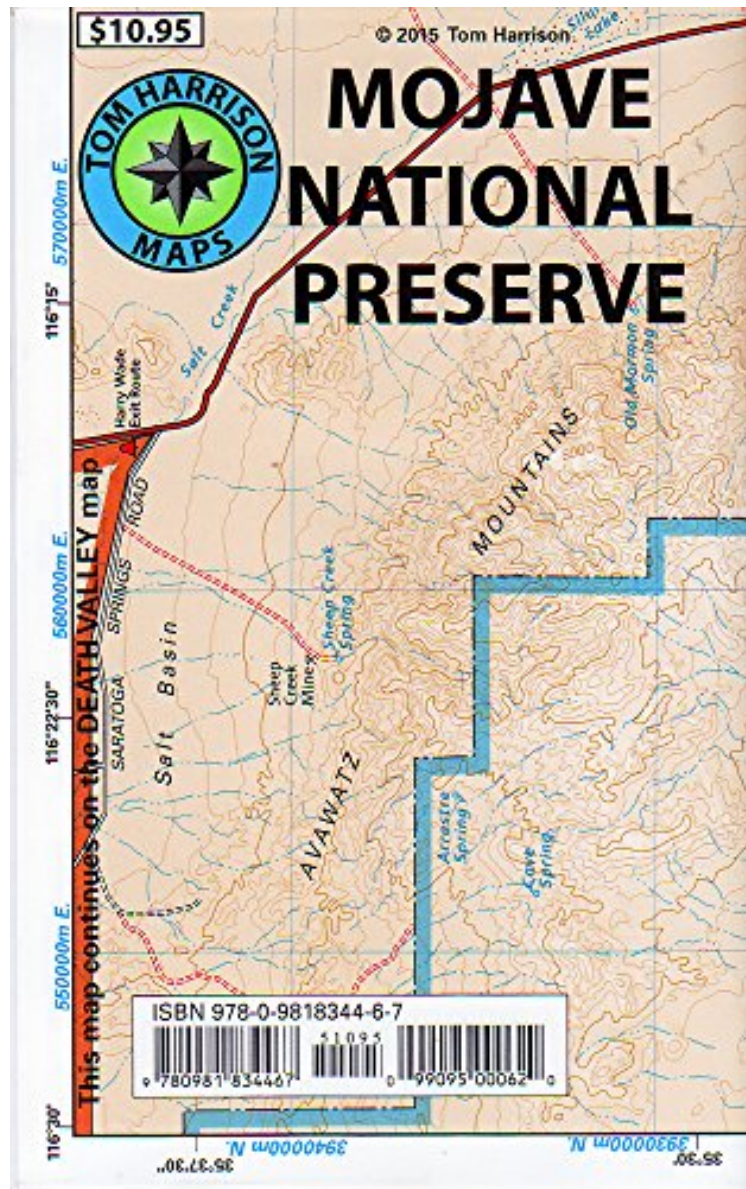 $10.95
© 2015 Tom Harrison
TOM HARRISON
MAPS
MOJAVE
NATIONAL
PRESERVE
Lake
570000m E.
116°15'
Salt Creek
Harry Wade
Exit Route
Old Mormon
Spring
MOUNTAINS
This map continues on the DEATH VALLEY map
560000m E.
SARATOGA SPRINGS ROAD
Salt Basin
Sheep Creek
Spring
Sheep
Creek
Mines
116°22'30"
AVAWATZ
Arrastre
Spring
Cave
Spring
550000m E.
ISBN 978-0-9818344-6-7
51095
9 780981 834467
0 99095 00062 0
116°30'
35°37'30"
3940000m N.
3930000m N.
35°30'